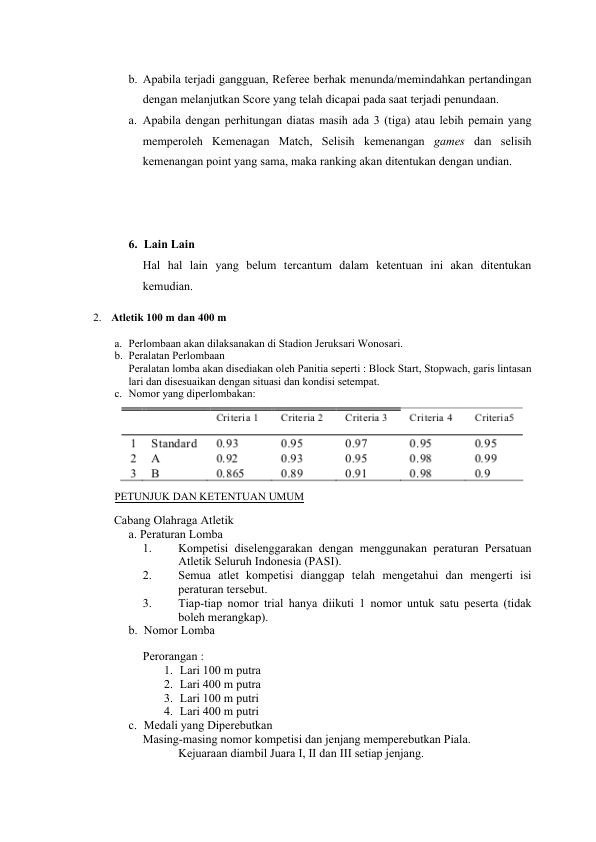 b. Apabila terjadi gangguan, Referee berhak menunda/memindahkan pertandingan
dengan melanjutkan Score yang telah dicapai pada saat terjadi penundaan.
a. Apabila dengan perhitungan diatas masih ada 3 (tiga) atau lebih pemain yang
memperoleh Kemenagan Match, Selisih kemenangan games dan selisih
kemenangan point yang sama, maka ranking akan ditentukan dengan undian.
6. Lain Lain
Hal hal lain yang belum tercantum dalam ketentuan ini akan ditentukan
kemudian.
2. Atletik 100 m dan 400 m
a. Perlombaan akan dilaksanakan di Stadion Jeruksari Wonosari.
b. Peralatan Perlombaan
Peralatan lomba akan disediakan oleh Panitia seperti : Block Start, Stopwach, garis lintasan
lari dan disesuaikan dengan situasi dan kondisi setempat.
c. Nomor yang diperlombakan:
Criteria 1 Criteria 2 Criteria 3 Criteria 4 Criteria5
1 Standard 0.93 0.95 0.97 0.95 0.95
2 A 0.92 0.93 0.95 0.98 0.99
3 B 0.865 0.89 0.91 0.98 0.9
PETUNJUK DAN KETENTUAN UMUM
Cabang Olahraga Atletik
a. Peraturan Lomba
1. Kompetisi diselenggarakan dengan menggunakan peraturan Persatuan
Atletik Seluruh Indonesia (PASI).
2. Semua atlet kompetisi dianggap telah mengetahui dan mengerti isi
peraturan tersebut.
3. Tiap-tiap nomor trial hanya diikuti 1 nomor untuk satu peserta (tidak
boleh merangkap).
b. Nomor Lomba
Perorangan :
1. Lari 100 m putra
2. Lari 400 m putra
3. Lari 100 m putri
4. Lari 400 m putri
c. Medali yang Diperebutkan
Masing-masing nomor kompetisi dan jenjang memperebutkan Piala.
Kejuaraan diambil Juara I, II dan III setiap jenjang.